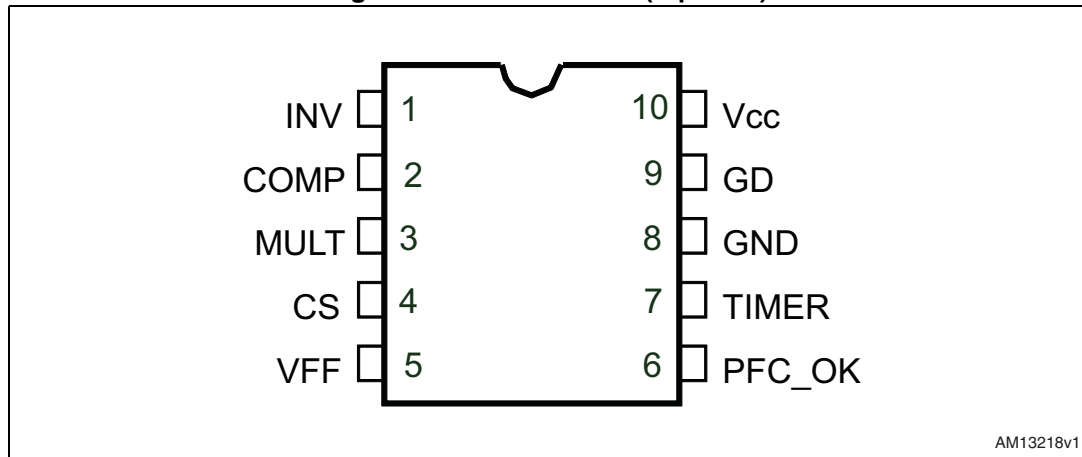 INV 1 10 Vcc
COMP 2 9 GD
MULT 3 8 GND
CS 4 7 TIMER
VFF 5 6 PFC_OK
AM13218v1